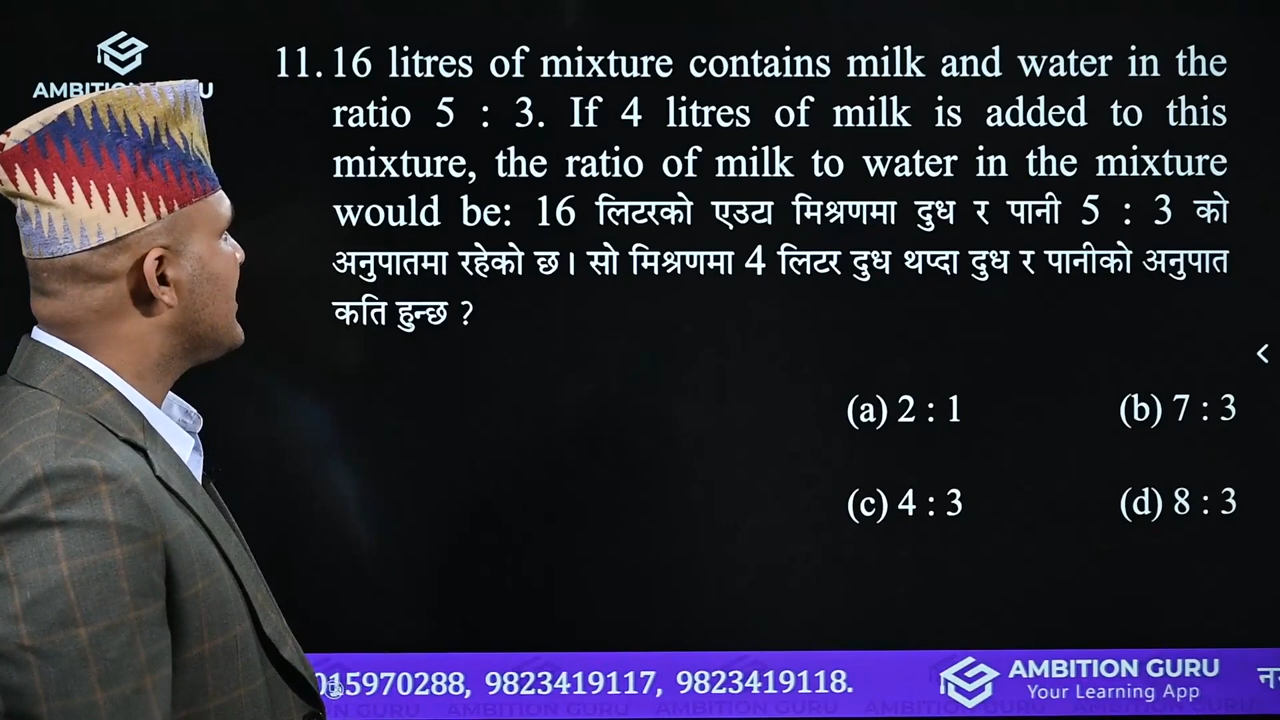 AMBITION GURU
11. 16 litres of mixture contains milk and water in the
ratio 5 : 3. If 4 litres of milk is added to this
mixture, the ratio of milk to water in the mixture
would be: 16 लिटरको एउटा मिश्रणमा दुध र पानी 5 : 3 को
अनुपातमा रहेको छ। सो मिश्रणमा 4 लिटर दुध थप्दा दुध र पानीको अनुपात
कति हुन्छ ?
<
(a) 2 : 1 (b) 7 : 3
(c) 4 : 3 (d) 8 : 3
015970288, 9823419117, 9823419118.
AMBITION GURU
Your Learning App